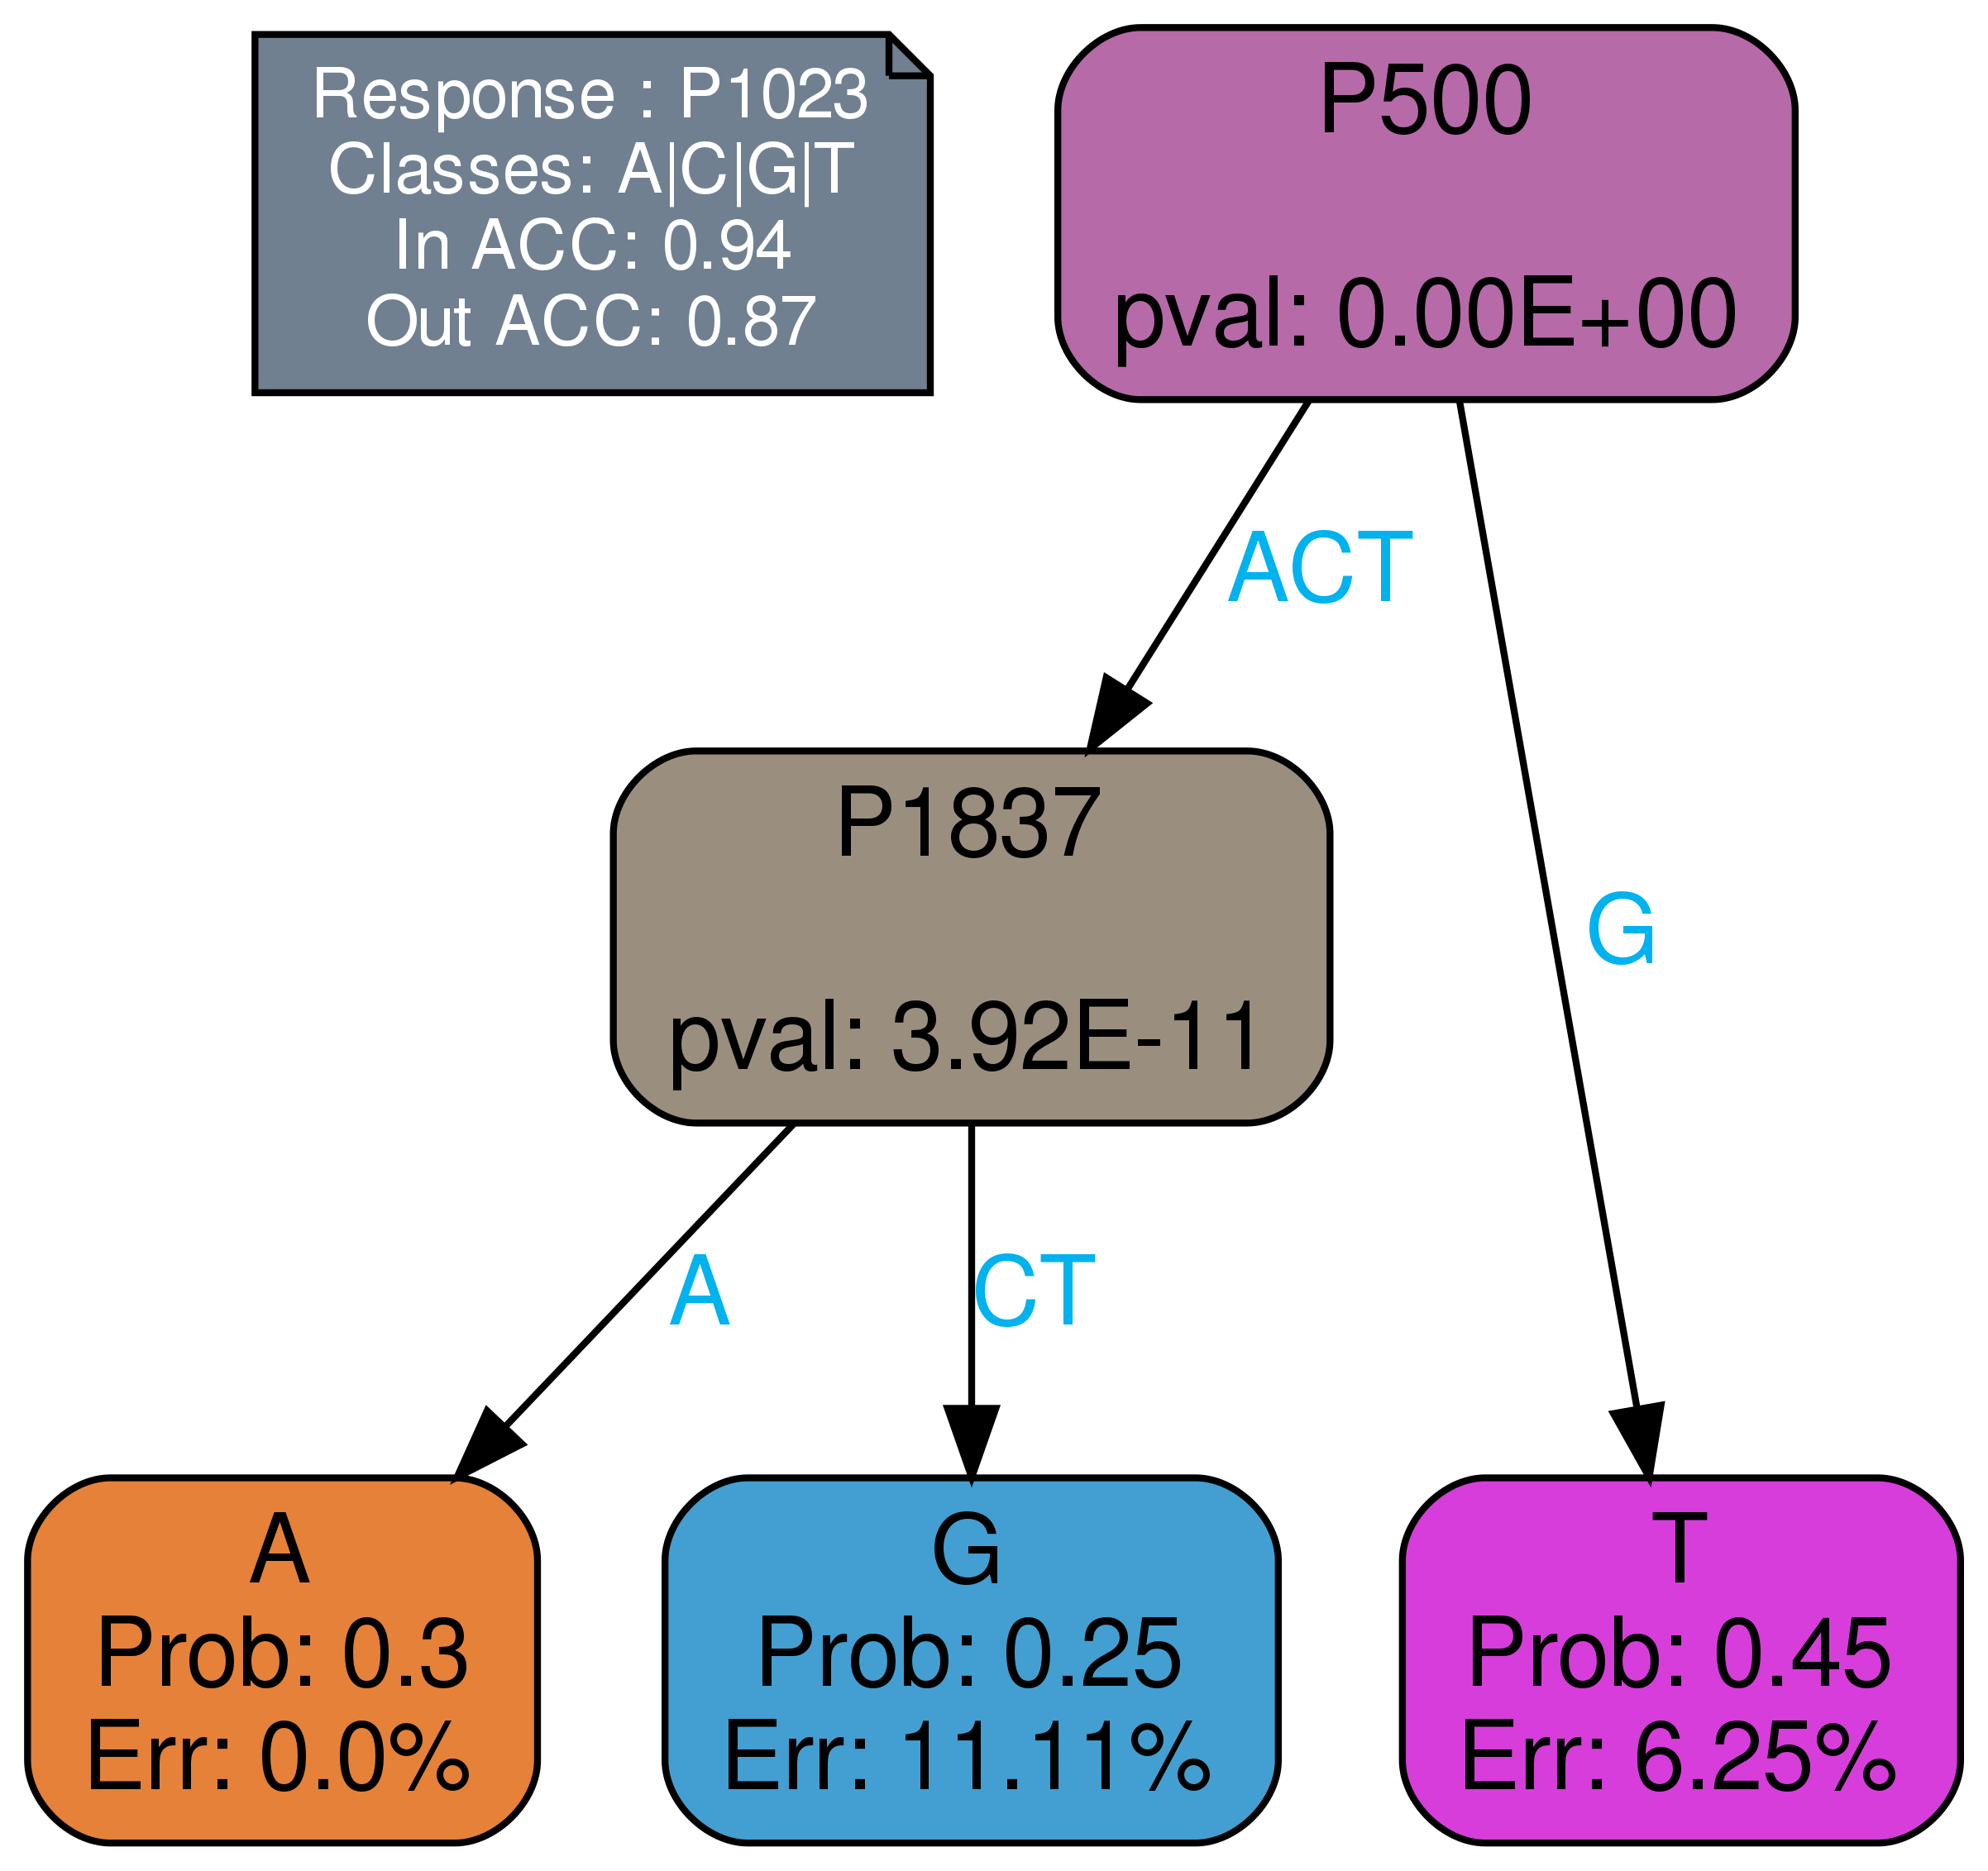 Response : P1023
Classes: A|C|G|T
In ACC: 0.94
Out ACC: 0.87
P500
pval: 0.00E+00
ACT
P1837
pval: 3.92E-11
G
A
CT
A
Prob: 0.3
Err: 0.0%
G
Prob: 0.25
Err: 11.11%
T
Prob: 0.45
Err: 6.25%